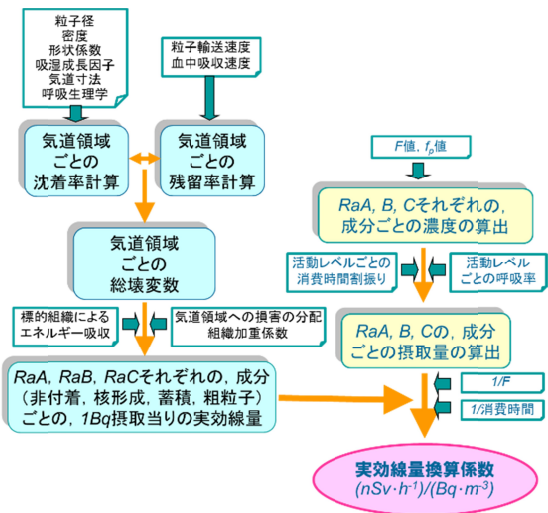 粒子径
密度
形状係数
吸湿成長因子
気道寸法
呼吸生理学
粒子輸送速度
血中吸収速度
気道領域
ごとの
沈着率計算
気道領域
ごとの
残留率計算
F値, fp値
RaA, B, Cそれぞれの,
成分ごとの濃度の算出
気道領域
ごとの
総壊変数
活動レベルごとの
消費時間割振り
活動レベル
ごとの呼吸率
標的組織による
エネルギー吸収
気道領域への損害の分配
組織加重係数
RaA, B, Cの, 成分
ごとの摂取量の算出
RaA, RaB, RaCそれぞれの, 成分
(非付着, 核形成, 蓄積, 粗粒子)
ごとの, 1Bq摂取当りの実効線量
1/F
1/消費時間
実効線量換算係数
(nSv·h-1)/(Bq·m-3)